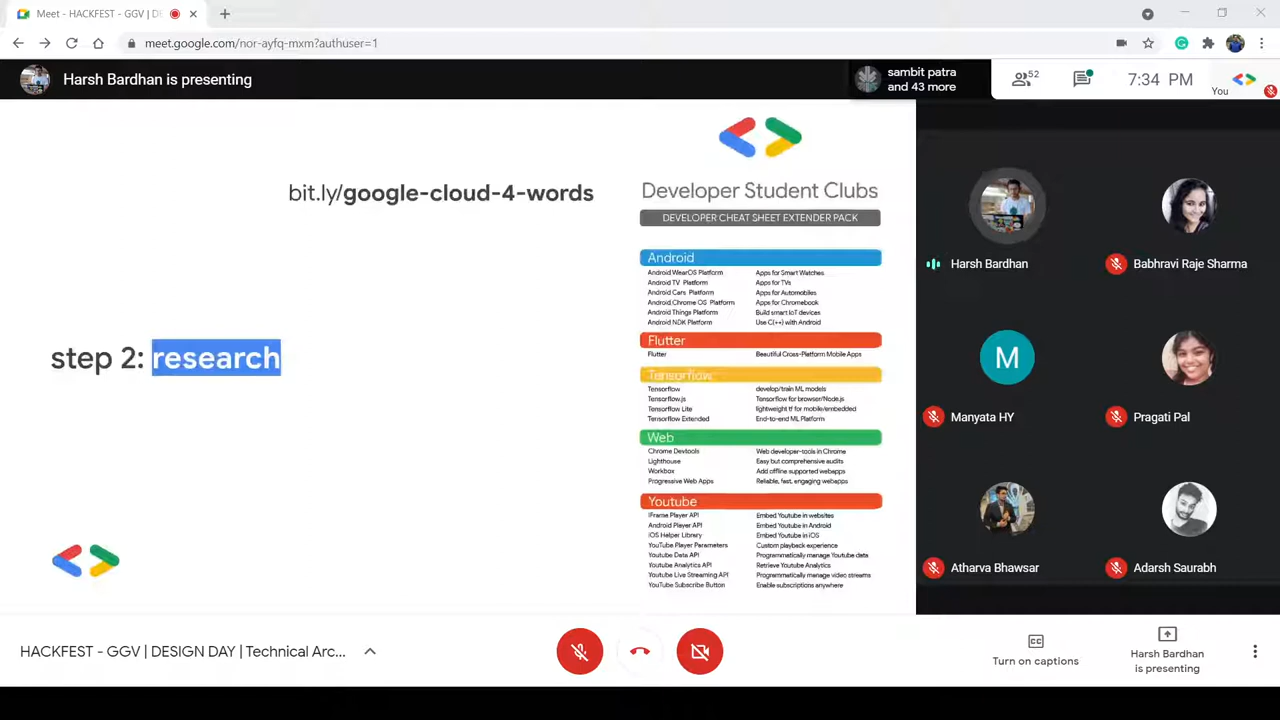 Meet - HACKFEST - GGV | DE
meet.google.com/nor-ayfq-mxm?authuser=1
Harsh Bardhan is presenting
sambit patra
and 43 more
52
7:34 PM
You
bit.ly/google-cloud-4-words
step 2: research
Developer Student Clubs
DEVELOPER CHEAT SHEET EXTENDER PACK
Android
Android WearOS Platform Apps for Smart Watches
Android TV Platform Apps for TVs
Android Cars Platform Apps for Automobiles
Android Chrome OS Platform Apps for Chromebook
Android Things Platform Build smart IoT devices
Android NDK Platform Use C(++) with Android
Flutter
Flutter Beautiful Cross-Platform Mobile Apps
Tensorflow
Tensorflow develop/train ML models
Tensorflow.js Tensorflow for browser/Node.js
Tensorflow Lite lightweight tf for mobile/embedded
Tensorflow Extended End-to-end ML Platform
Web
Chrome Devtools Web developer-tools in Chrome
Lighthouse Easy but comprehensive audits
Workbox Add offline supported webapps
Progressive Web Apps Reliable, fast, engaging webapps
Youtube
IFrame Player API Embed Youtube in websites
Android Player API Embed Youtube in Android
iOS Helper Library Embed Youtube in iOS
YouTube Player Parameters Custom playback experience
Youtube Data API Programmatically manage Youtube data
Youtube Analytics API Retrieve Youtube Analytics
Youtube Live Streaming API Programmatically manage video streams
YouTube Subscribe Button Enable subscriptions anywhere
Harsh Bardhan
Babhravi Raje Sharma
M
Manyata HY
Pragati Pal
Atharva Bhawsar
Adarsh Saurabh
HACKFEST - GGV | DESIGN DAY | Technical Arc...
CC
Turn on captions
Harsh Bardhan
is presenting